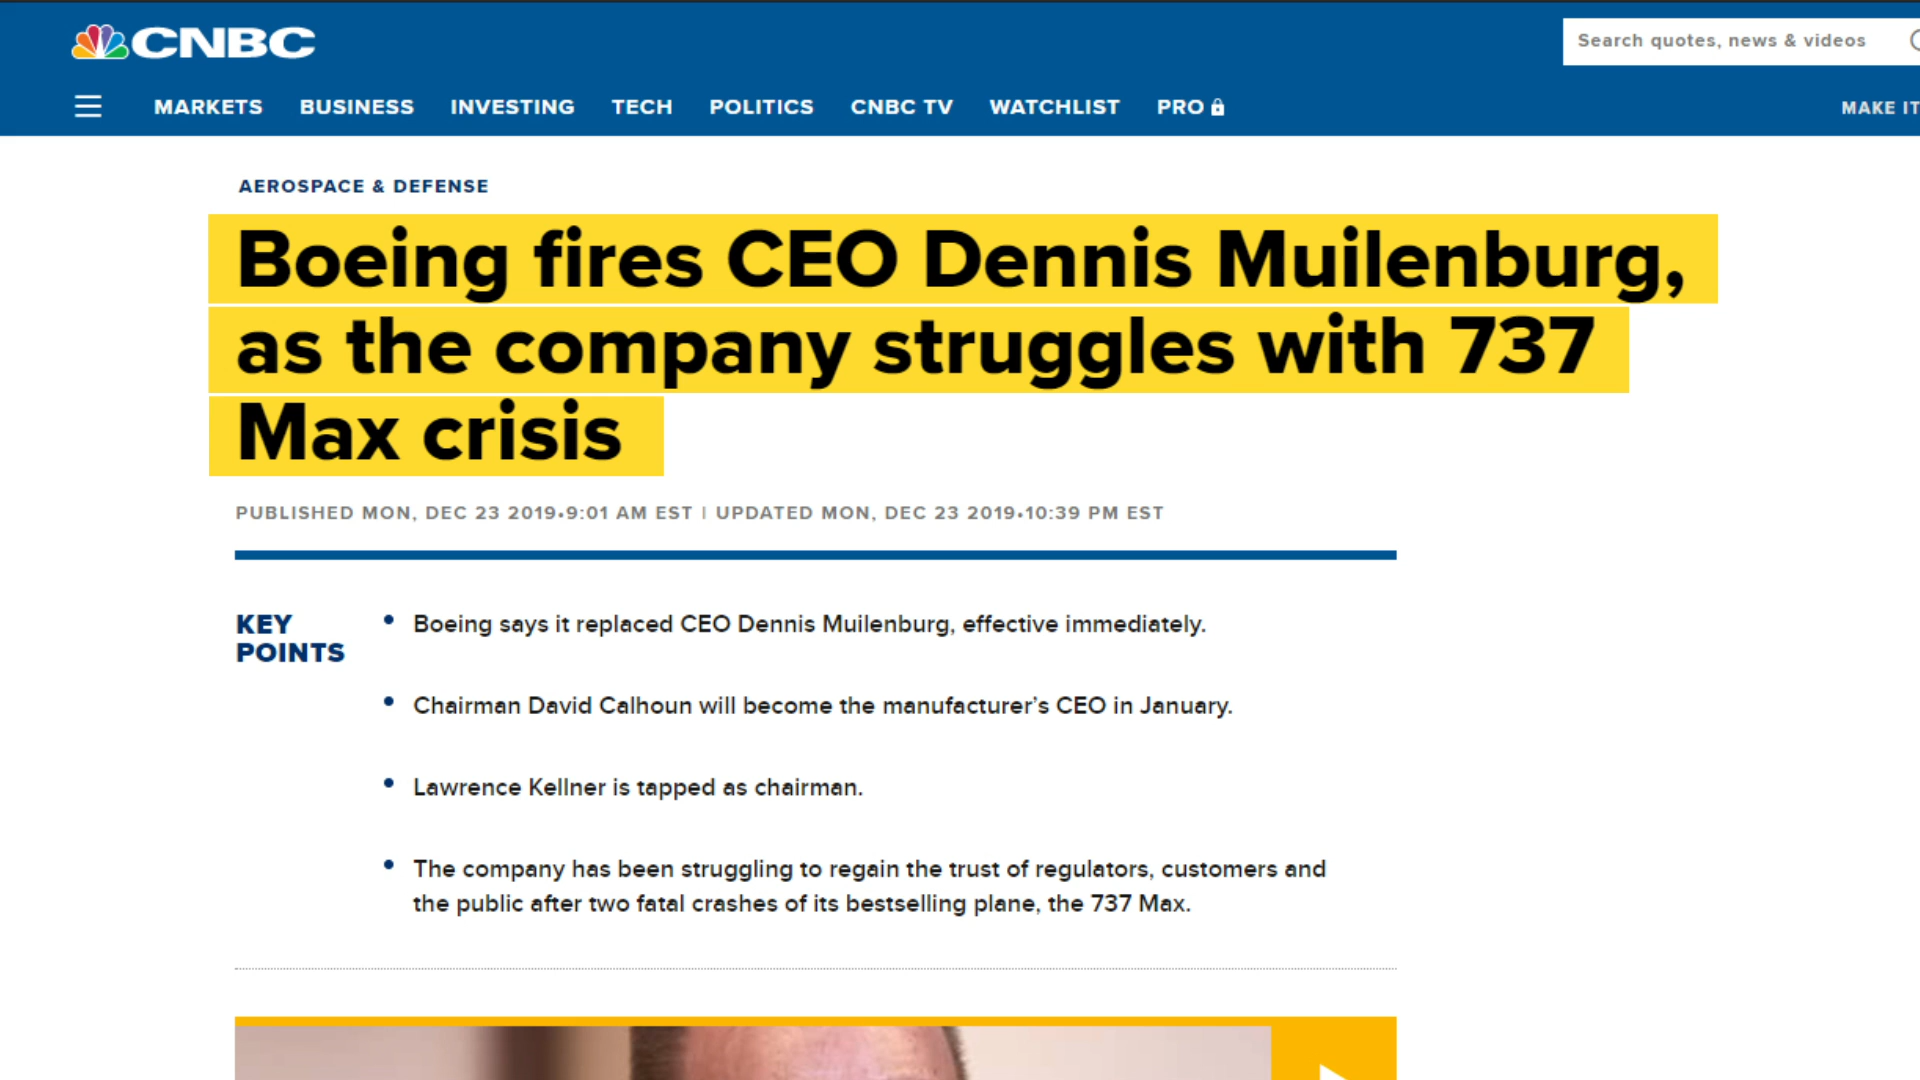 CNBC
Search quotes, news & videos
MARKETS BUSINESS INVESTING TECH POLITICS CNBC TV WATCHLIST PRO
MAKE IT
AEROSPACE & DEFENSE
Boeing fires CEO Dennis Muilenburg,
as the company struggles with 737
Max crisis
PUBLISHED MON, DEC 23 2019•9:01 AM EST | UPDATED MON, DEC 23 2019•10:39 PM EST
KEY
POINTS
• Boeing says it replaced CEO Dennis Muilenburg, effective immediately.
• Chairman David Calhoun will become the manufacturer’s CEO in January.
• Lawrence Kellner is tapped as chairman.
• The company has been struggling to regain the trust of regulators, customers and
the public after two fatal crashes of its bestselling plane, the 737 Max.